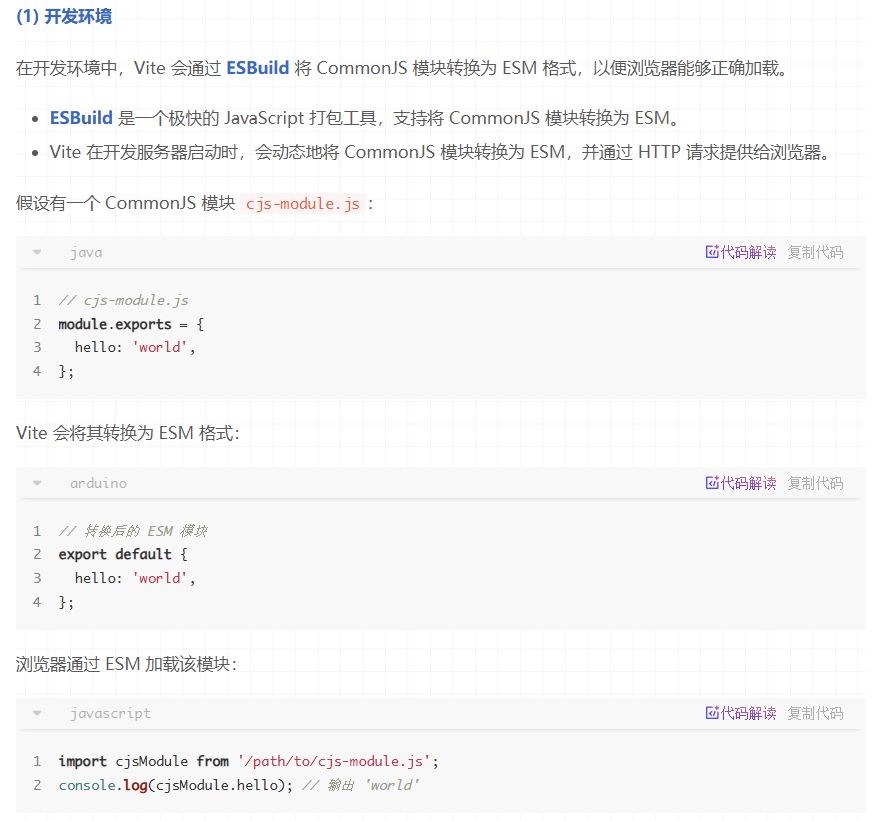 (1) 开发环境
在开发环境中，Vite 会通过 ESBuild 将 CommonJS 模块转换为 ESM 格式，以便浏览器能够正确加载。
• ESBuild 是一个极快的 JavaScript 打包工具，支持将 CommonJS 模块转换为 ESM。
• Vite 在开发服务器启动时，会动态地将 CommonJS 模块转换为 ESM，并通过 HTTP 请求提供给浏览器。
假设有一个 CommonJS 模块 cjs-module.js：
java 代码解读 复制代码
1 // cjs-module.js
2 module.exports = {
3   hello: 'world',
4 };
Vite 会将其转换为 ESM 格式：
arduino 代码解读 复制代码
1 // 转换后的 ESM 模块
2 export default {
3   hello: 'world',
4 };
浏览器通过 ESM 加载该模块：
javascript 代码解读 复制代码
1 import cjsModule from '/path/to/cjs-module.js';
2 console.log(cjsModule.hello); // 输出 'world'